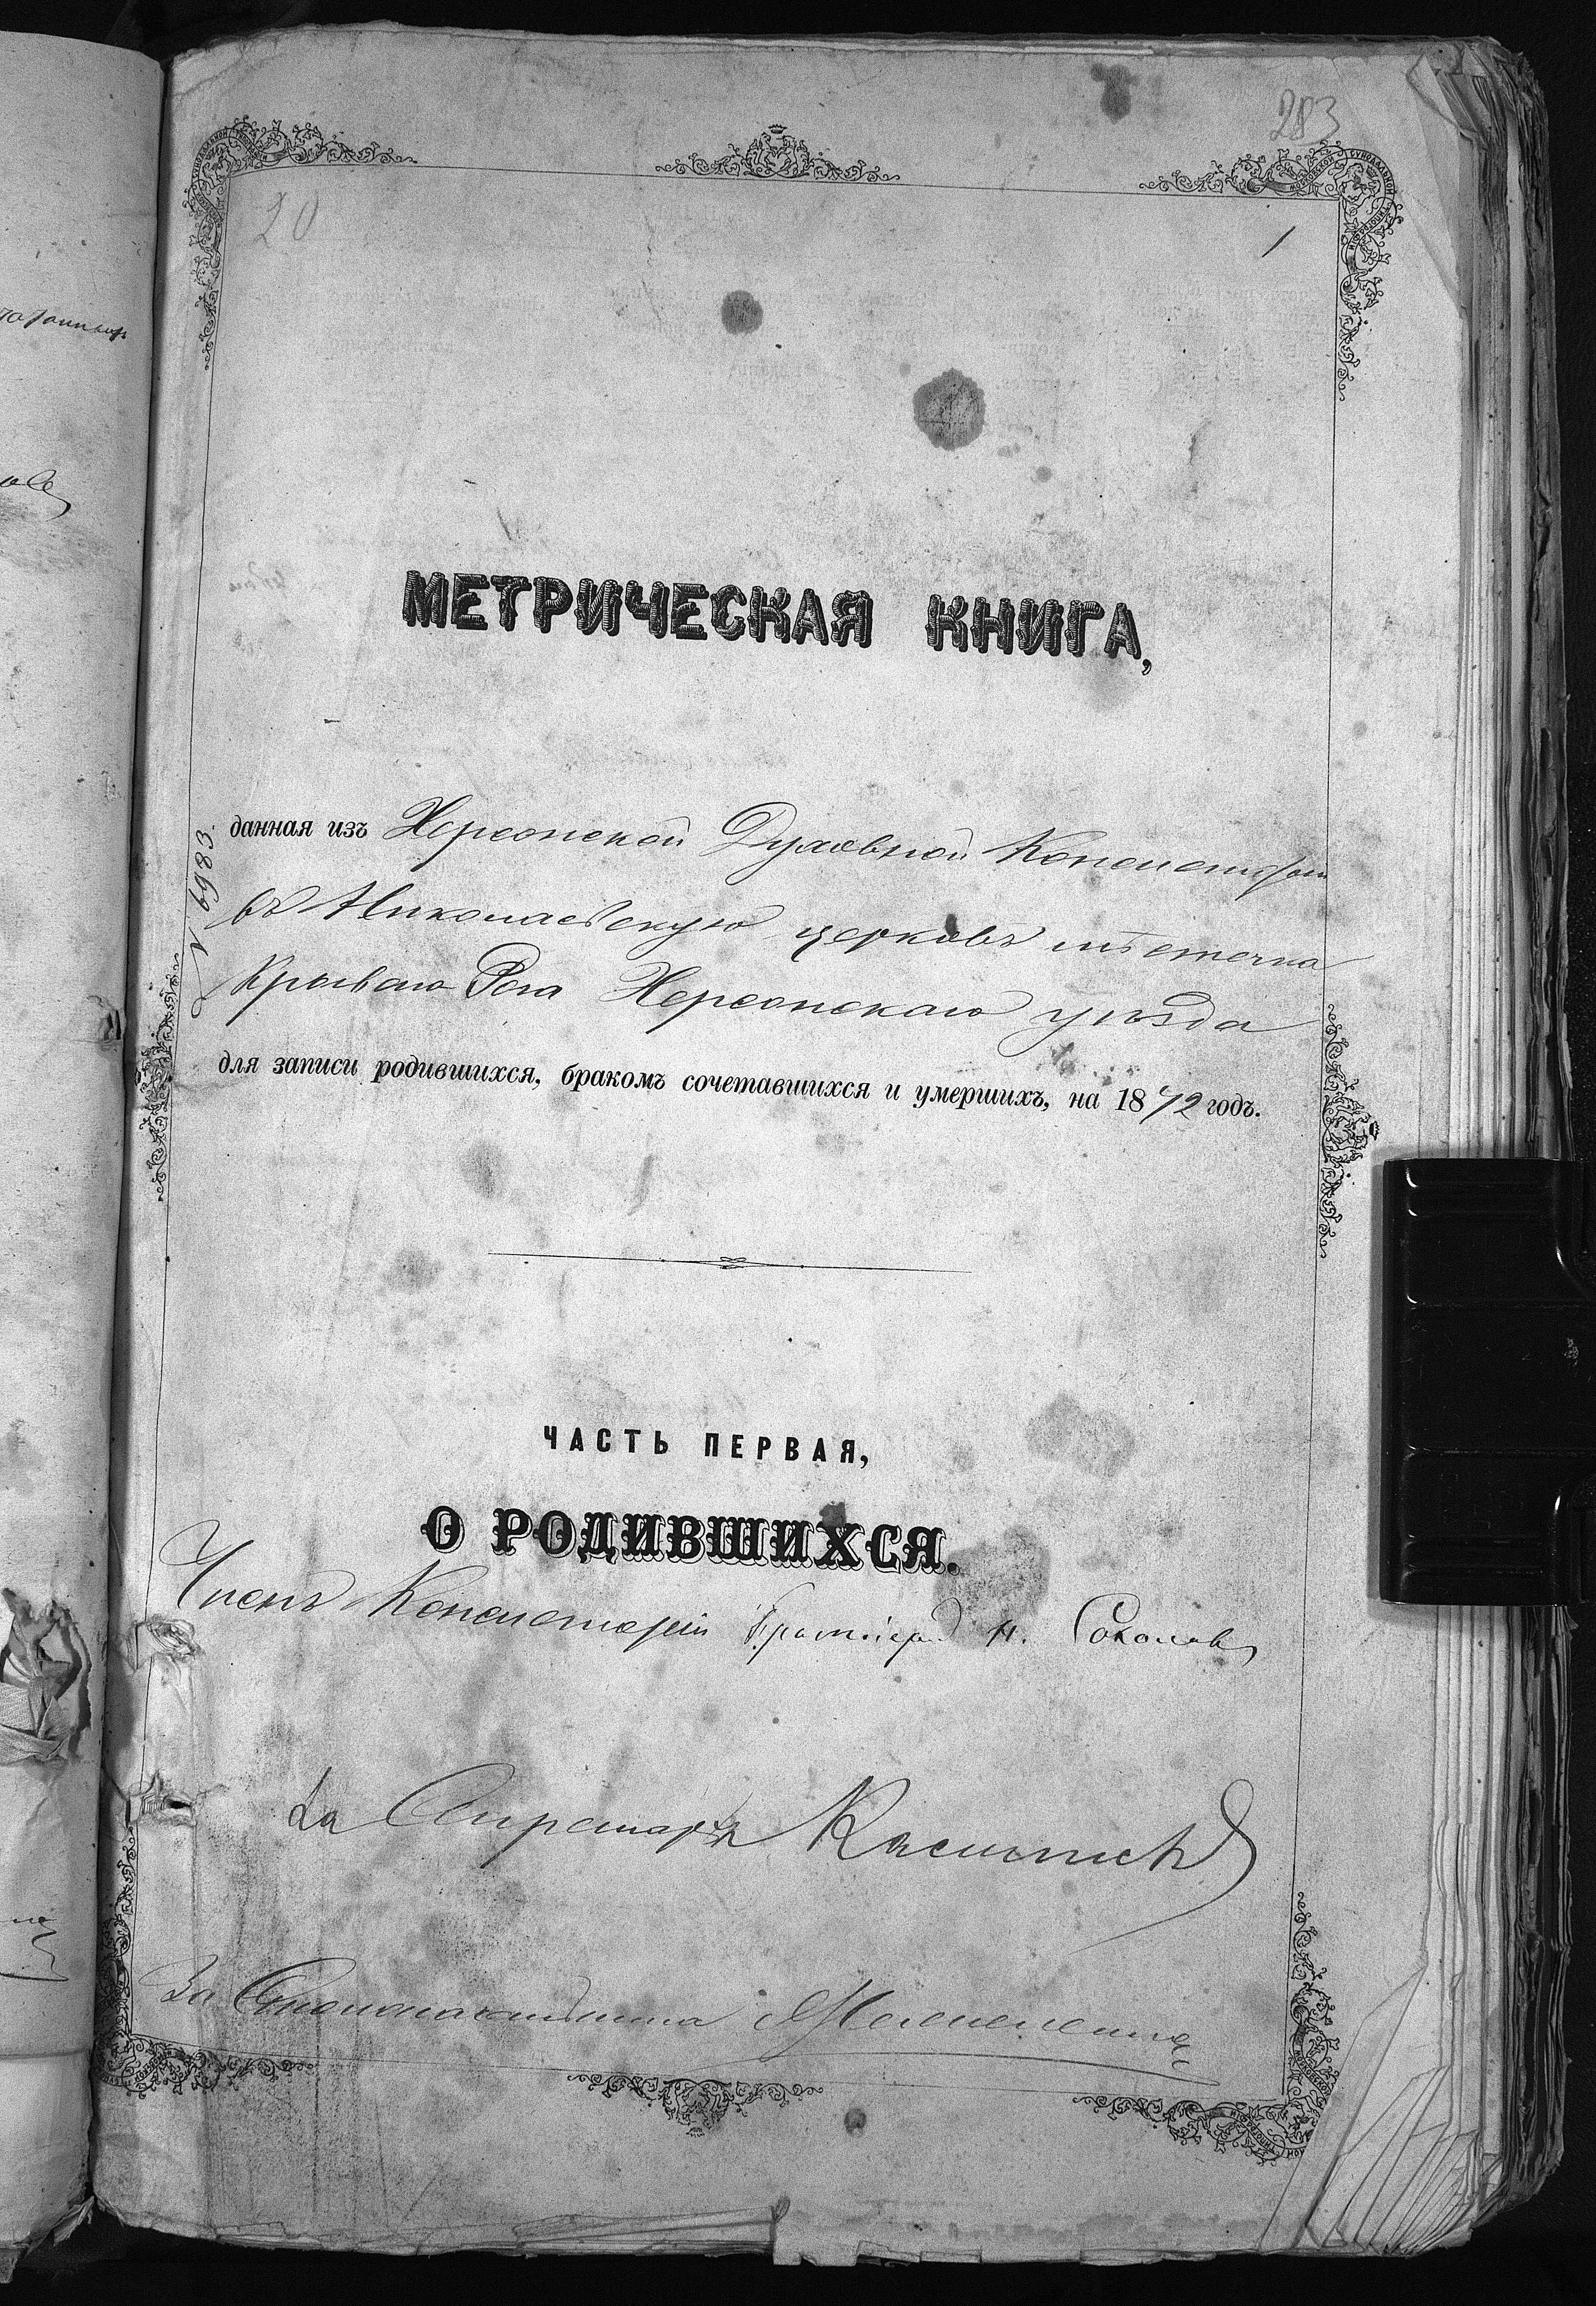 283
20
1
МЕТРИЧЕСКАЯ КНИГА,
данная изъ Херсонской Духовной Консисторіи
въ Николаевскую церковь мѣстечка
Криваго Рога Херсонскаго уѣзда
№ 6983.
для записи родившихся, бракомъ сочетавшихся и умершихъ, на 1872 годъ.
ЧАСТЬ ПЕРВАЯ,
О РОДИВШИХСЯ.
Членъ Консисторіи Протоіерей Н. Соколовъ
За Секретаря
За Столоначальника